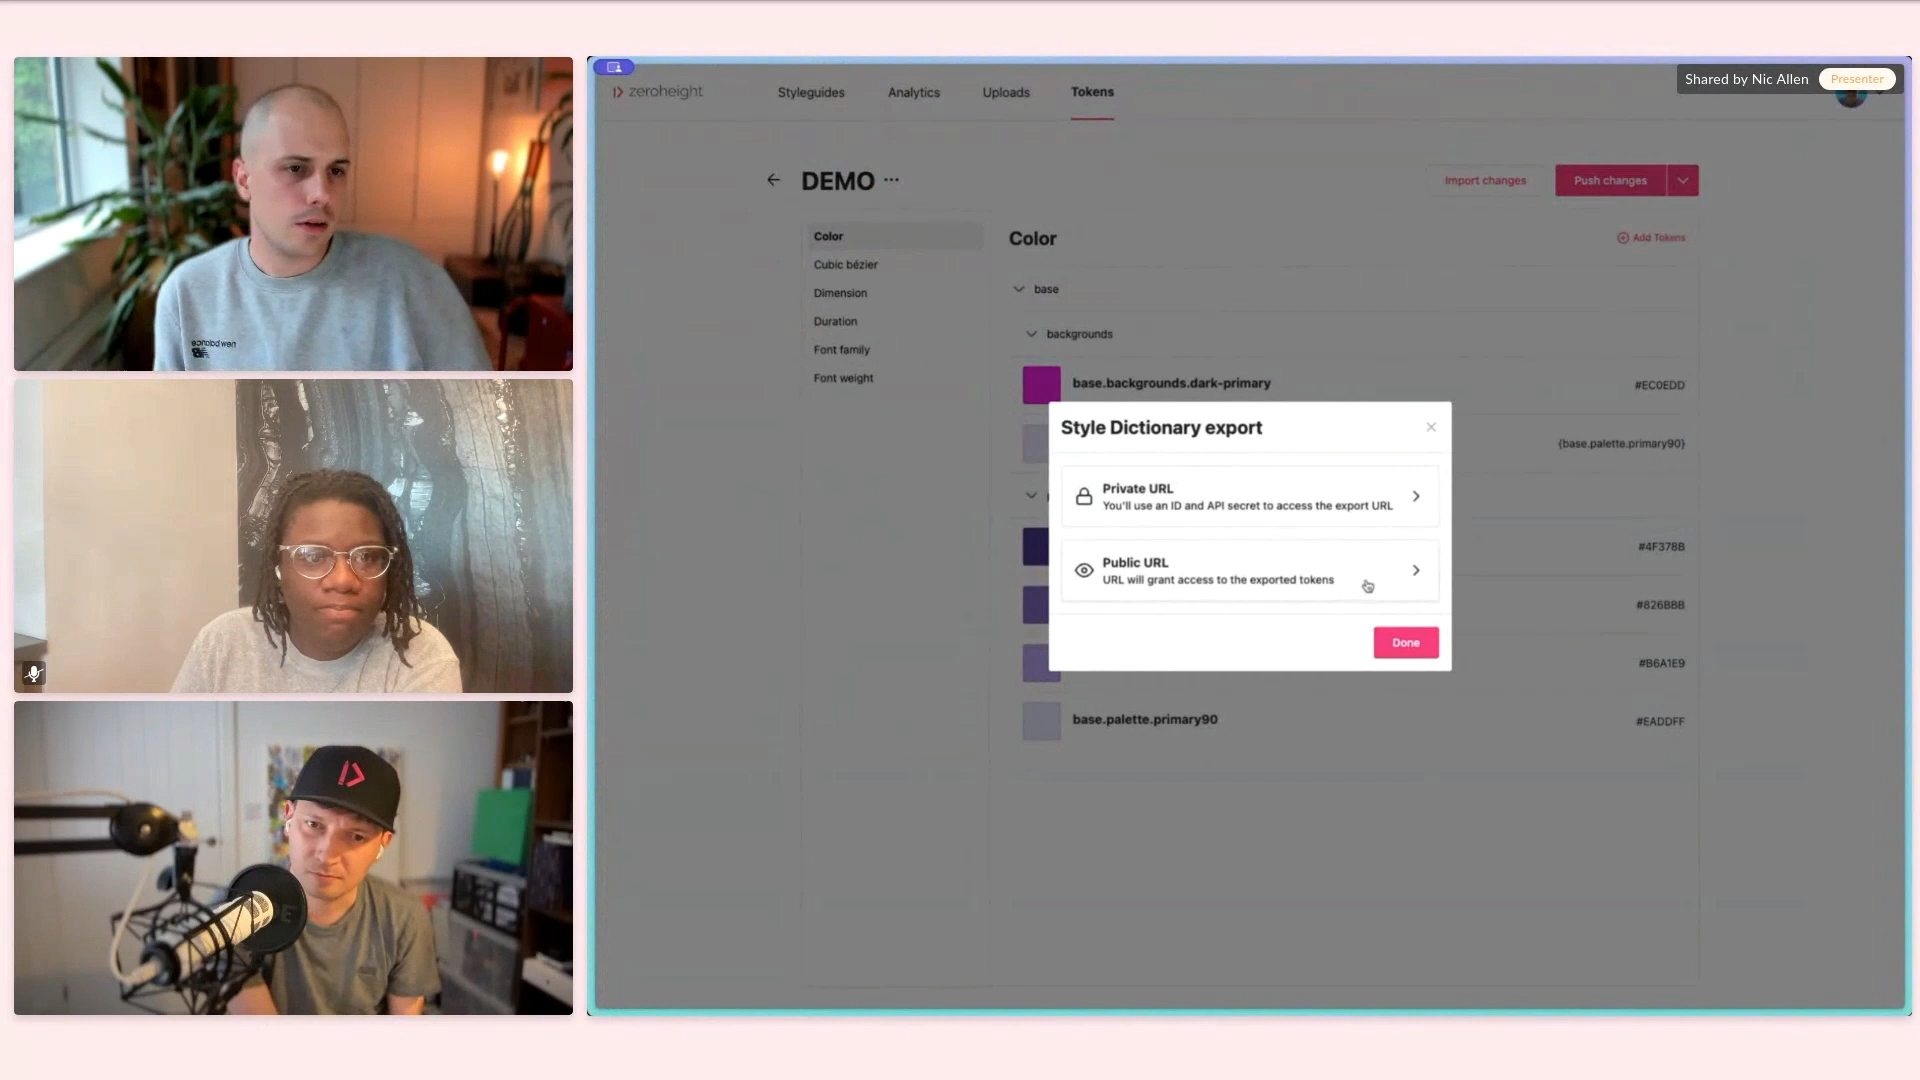 zeroheight
Styleguides
Analytics
Uploads
Tokens
Shared by Nic Allen
Presenter
DEMO
Import changes
Push changes
Color
Cubic bézier
Dimension
Duration
Font family
Font weight
Color
Add Tokens
base
backgrounds
base.backgrounds.dark-primary
#EC0EDD
{base.palette.primary90}
Style Dictionary export
Private URL
You'll use an ID and API secret to access the export URL
Public URL
URL will grant access to the exported tokens
Done
#4F378B
#826BBB
#B6A1E9
base.palette.primary90
#EADDFF
new balance